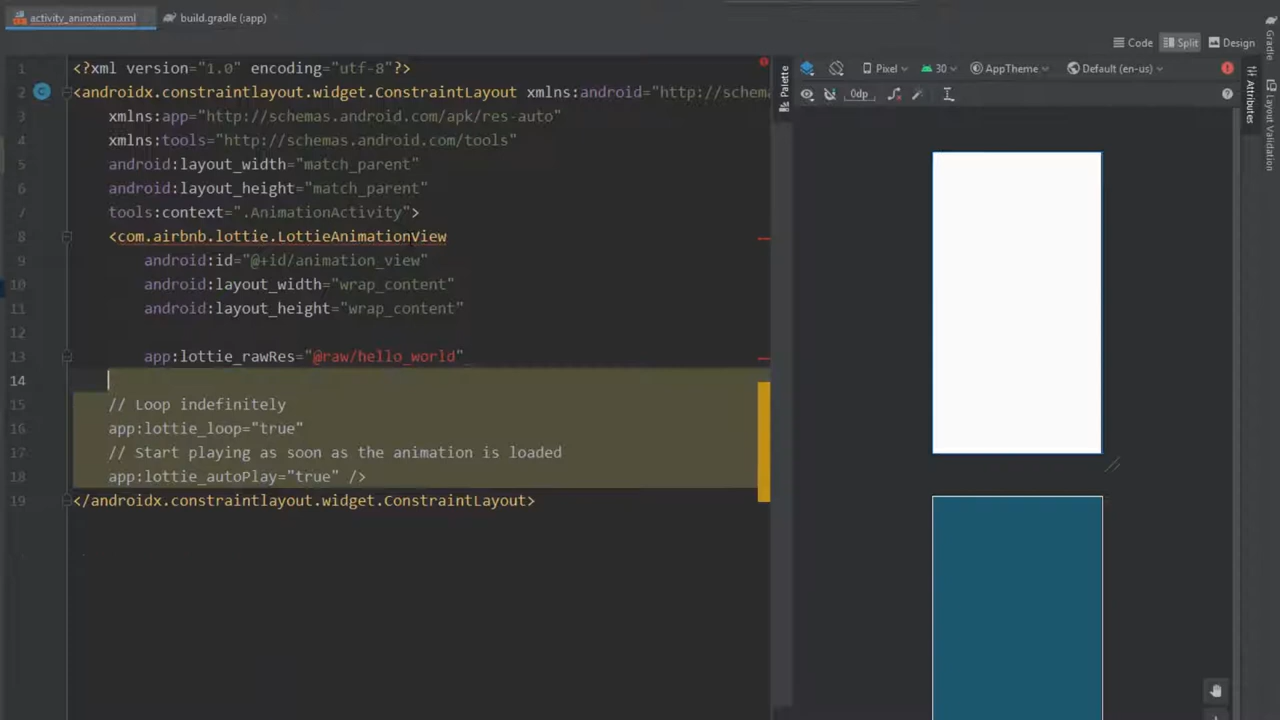 activity_animation.xml build.gradle (:app)
Code Split Design
Gradle
Palette
Pixel 30 AppTheme Default (en-us)
0dp
Attributes
Layout Validation
1 <?xml version="1.0" encoding="utf-8"?>
2 <androidx.constraintlayout.widget.ConstraintLayout xmlns:android="http://schema
3 xmlns:app="http://schemas.android.com/apk/res-auto"
4 xmlns:tools="http://schemas.android.com/tools"
5 android:layout_width="match_parent"
6 android:layout_height="match_parent"
7 tools:context=".AnimationActivity">
8 <com.airbnb.lottie.LottieAnimationView
9 android:id="@+id/animation_view"
10 android:layout_width="wrap_content"
11 android:layout_height="wrap_content"
12
13 app:lottie_rawRes="@raw/hello_world"
14
15 // Loop indefinitely
16 app:lottie_loop="true"
17 // Start playing as soon as the animation is loaded
18 app:lottie_autoPlay="true" />
19 </androidx.constraintlayout.widget.ConstraintLayout>